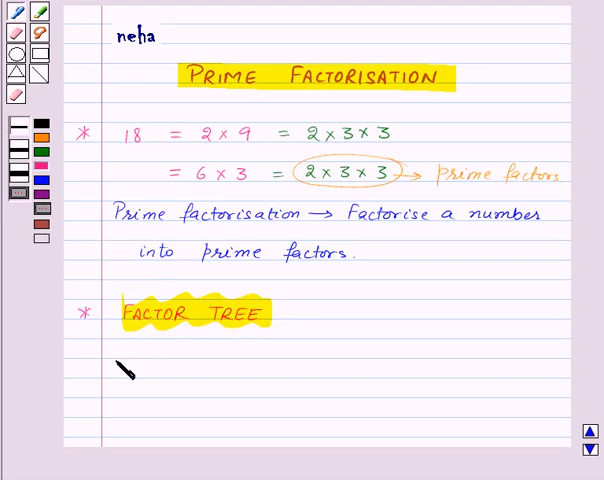 neha
PRIME FACTORISATION
* 18 = 2 × 9 = 2 × 3 × 3
= 6 × 3 = 2 × 3 × 3 → prime factors
Prime factorisation → Factorise a number
into prime factors.
* FACTOR TREE